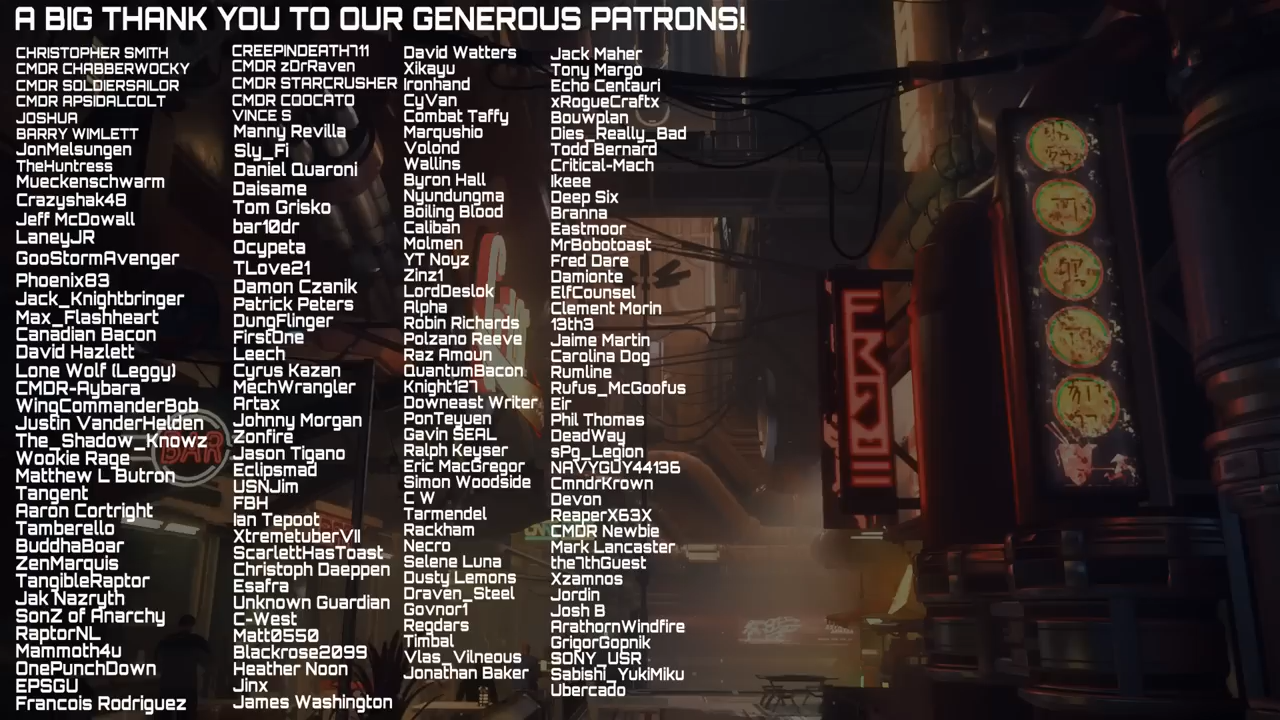 A BIG THANK YOU TO OUR GENEROUS PATRONS!
CHRISTOPHER SMITH
CMDR CHABBERWOCKY
CMDR SOLDIERSAILOR
CMDR APSIDALCOLT
JOSHUA
BARRY WIMLETT
JonMelsungen
TheHuntress
Mueckenschwarm
Crazyshak48
Jeff McDowall
LaneyJR
GooStormAvenger
Phoenix83
Jack_Knightbringer
Max_Flashheart
Canadian Bacon
David Hazlett
Lone Wolf (Leggy)
CMDR-Aybara
WingCommanderBob
Justin VanderHelden
The_Shadow_Knowz
Wookie Rage
Matthew L Butron
Tangent
Aaron Cortright
Tamberello
BuddhaBoar
ZenMarquis
TangibleRaptor
Jak Nazryth
SonZ of Anarchy
RaptorNL
Mammoth4u
OnePunchDown
EPSGU
Francois Rodriguez
CREEPINDEATH711
CMDR zDrRaven
CMDR STARCRUSHER
CMDR COOCATO
VINCE S
Manny Revilla
Sly_Fi
Daniel Quaroni
Daisame
Tom Grisko
bar10dr
Ocypeta
TLove21
Damon Czanik
Patrick Peters
DungFlinger
FirstOne
Leech
Cyrus Kazan
MechWrangler
Artax
Johnny Morgan
Zonfire
Jason Tigano
Eclipsmad
USNJim
FBH
Ian Tepoot
XtremetuberVII
ScarlettHasToast
Christoph Daeppen
Esafra
Unknown Guardian
C-West
Matt0550
Blackrose2099
Heather Noon
Jinx
James Washington
David Watters
Xikayu
Ironhand
CyVan
Combat Taffy
Marqushio
Volond
Wallins
Byron Hall
Nyundungma
Boiling Blood
Caliban
Molmen
YT Noyz
Zinz1
LordDeslok
Alpha
Robin Richards
Polzano Reeve
Raz Amoun
QuantumBacon
Knight127
Downeast Writer
PonTeyuen
Gavin SEAL
Ralph Keyser
Eric MacGregor
Simon Woodside
C W
Tarmendel
Rackham
Necro
Selene Luna
Dusty Lemons
Draven_Steel
Govnor1
Regdars
Timbal
Vlas_Vilneous
Jonathan Baker
Jack Maher
Tony Margo
Echo Centauri
xRogueCraftx
Bouwplan
Dies_Really_Bad
Todd Bernard
Critical-Mach
Ikeee
Deep Six
Branna
Eastmoor
MrBobotoast
Fred Dare
Damionte
ElfCounsel
Clement Morin
13th3
Jaime Martin
Carolina Dog
Rumline
Rufus_McGoofus
Eir
Phil Thomas
DeadWay
sPg_Legion
NAVYGUY44136
CmndrKrown
Devon
ReaperX63X
CMDR Newbie
Mark Lancaster
the7thGuest
Xzamnos
Jordin
Josh B
ArathornWindfire
GrigorGopnik
SONY_USR
Sabishi_YukiMiku
Ubercado
BAR